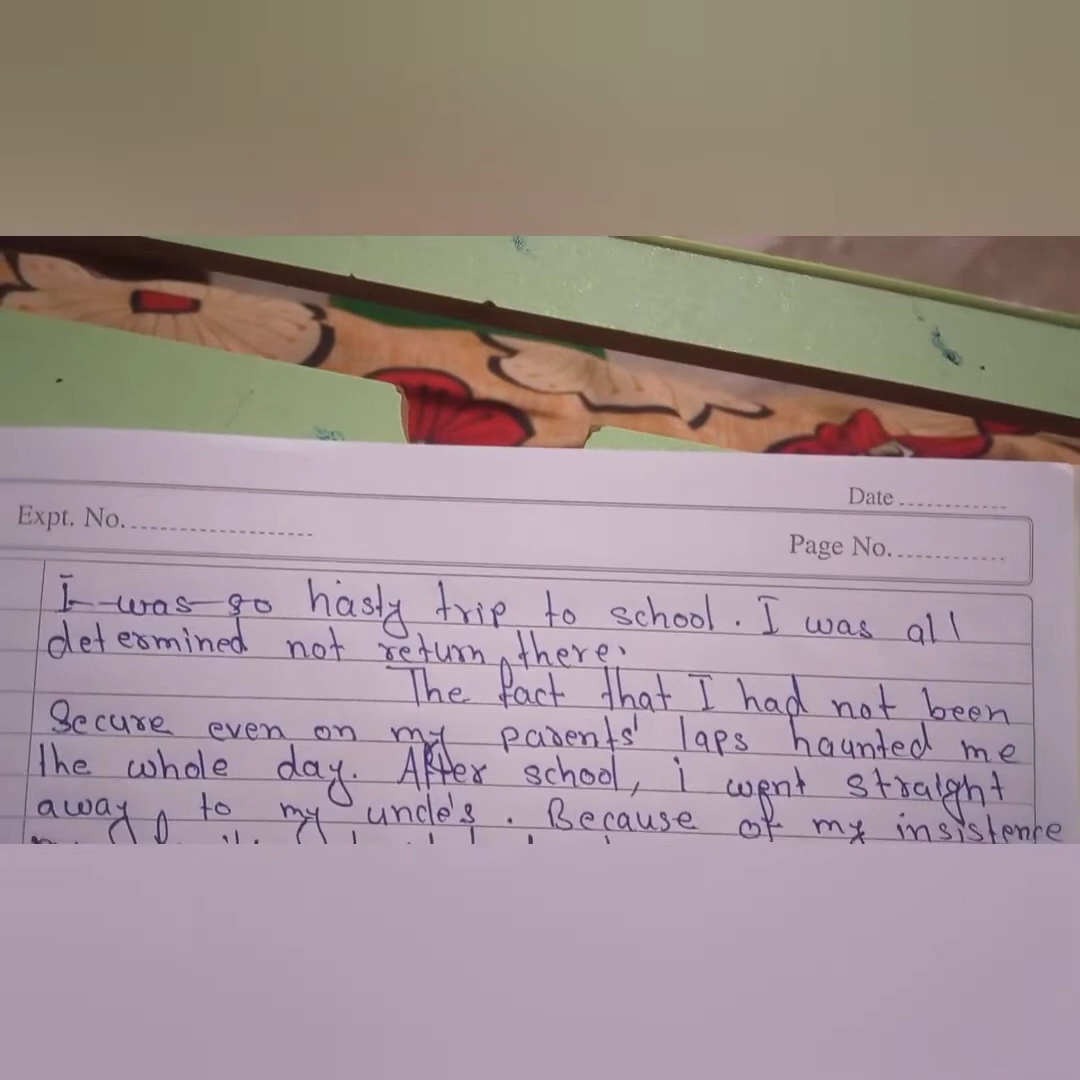 Date
Expt. No.
Page No.
I was go hasty trip to school. I was all
determined not return there.
The fact that I had not been
Secure even on my parents' laps haunted me
the whole day. After school, i went straight
away to my uncle's. Because of my insistence